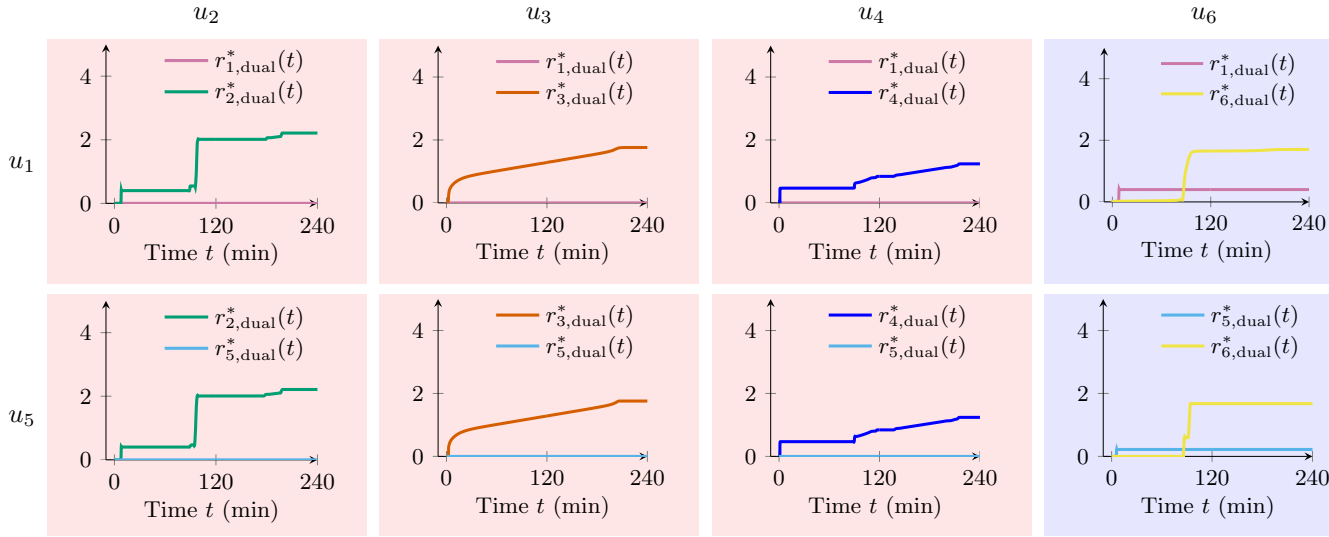 u₂ u₃ u₄ u₆
u₁
r*₁,dual(t)
r*₂,dual(t)
4
2
0
0 120 240
Time t (min)
r*₁,dual(t)
r*₃,dual(t)
4
2
0
0 120 240
Time t (min)
r*₁,dual(t)
r*₄,dual(t)
4
2
0
0 120 240
Time t (min)
r*₁,dual(t)
r*₆,dual(t)
4
2
0
0 120 240
Time t (min)
u₅
r*₂,dual(t)
r*₅,dual(t)
4
2
0
0 120 240
Time t (min)
r*₃,dual(t)
r*₅,dual(t)
4
2
0
0 120 240
Time t (min)
r*₄,dual(t)
r*₅,dual(t)
4
2
0
0 120 240
Time t (min)
r*₅,dual(t)
r*₆,dual(t)
4
2
0
0 120 240
Time t (min)